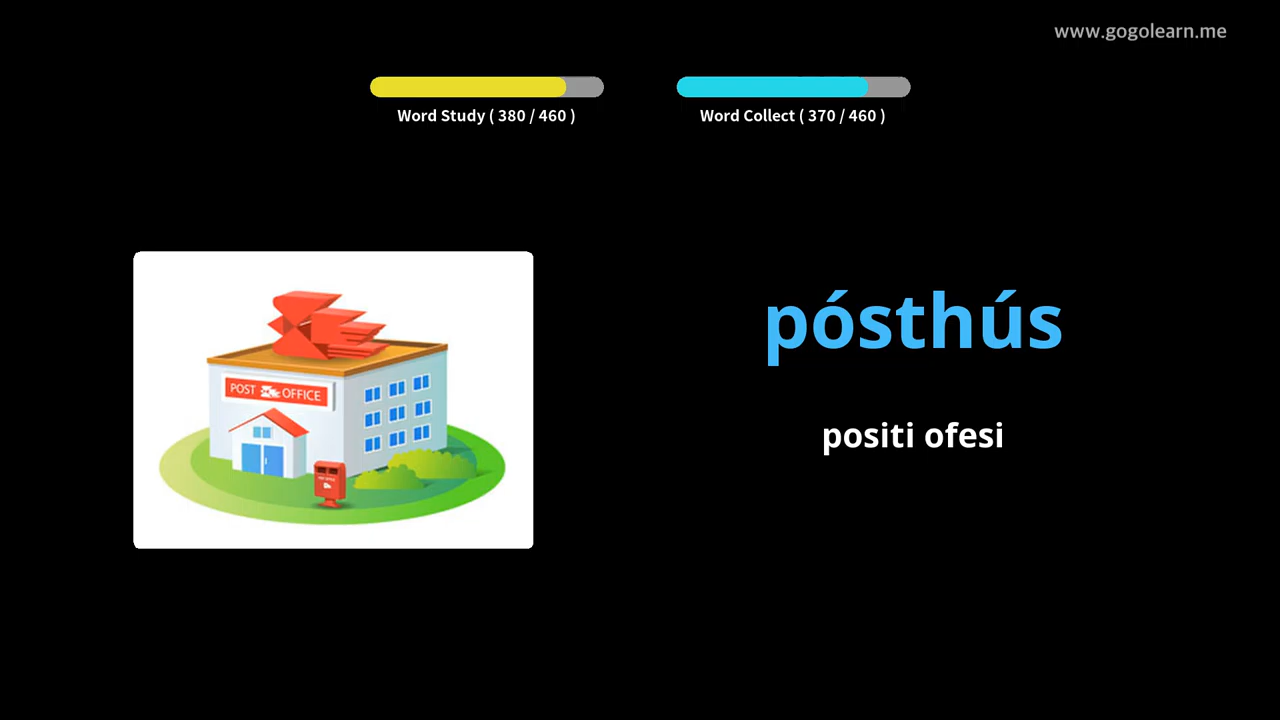 www.gogolearn.me
Word Study ( 380 / 460 )
Word Collect ( 370 / 460 )
pósthús
positi ofesi
POST OFFICE